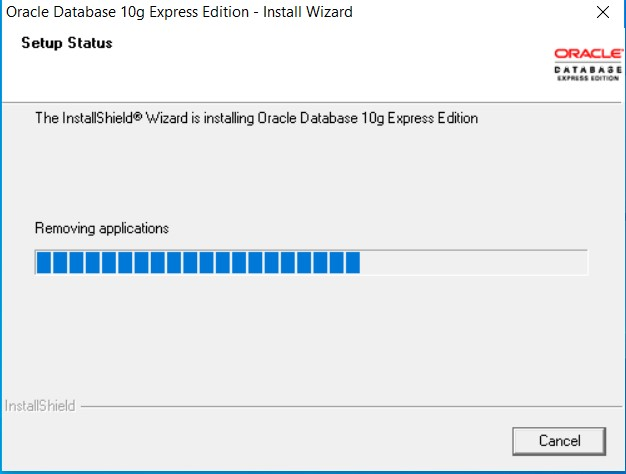 Oracle Database 10g Express Edition - Install Wizard
Setup Status
ORACLE
DATABASE
EXPRESS EDITION
The InstallShield® Wizard is installing Oracle Database 10g Express Edition
Removing applications
InstallShield
Cancel